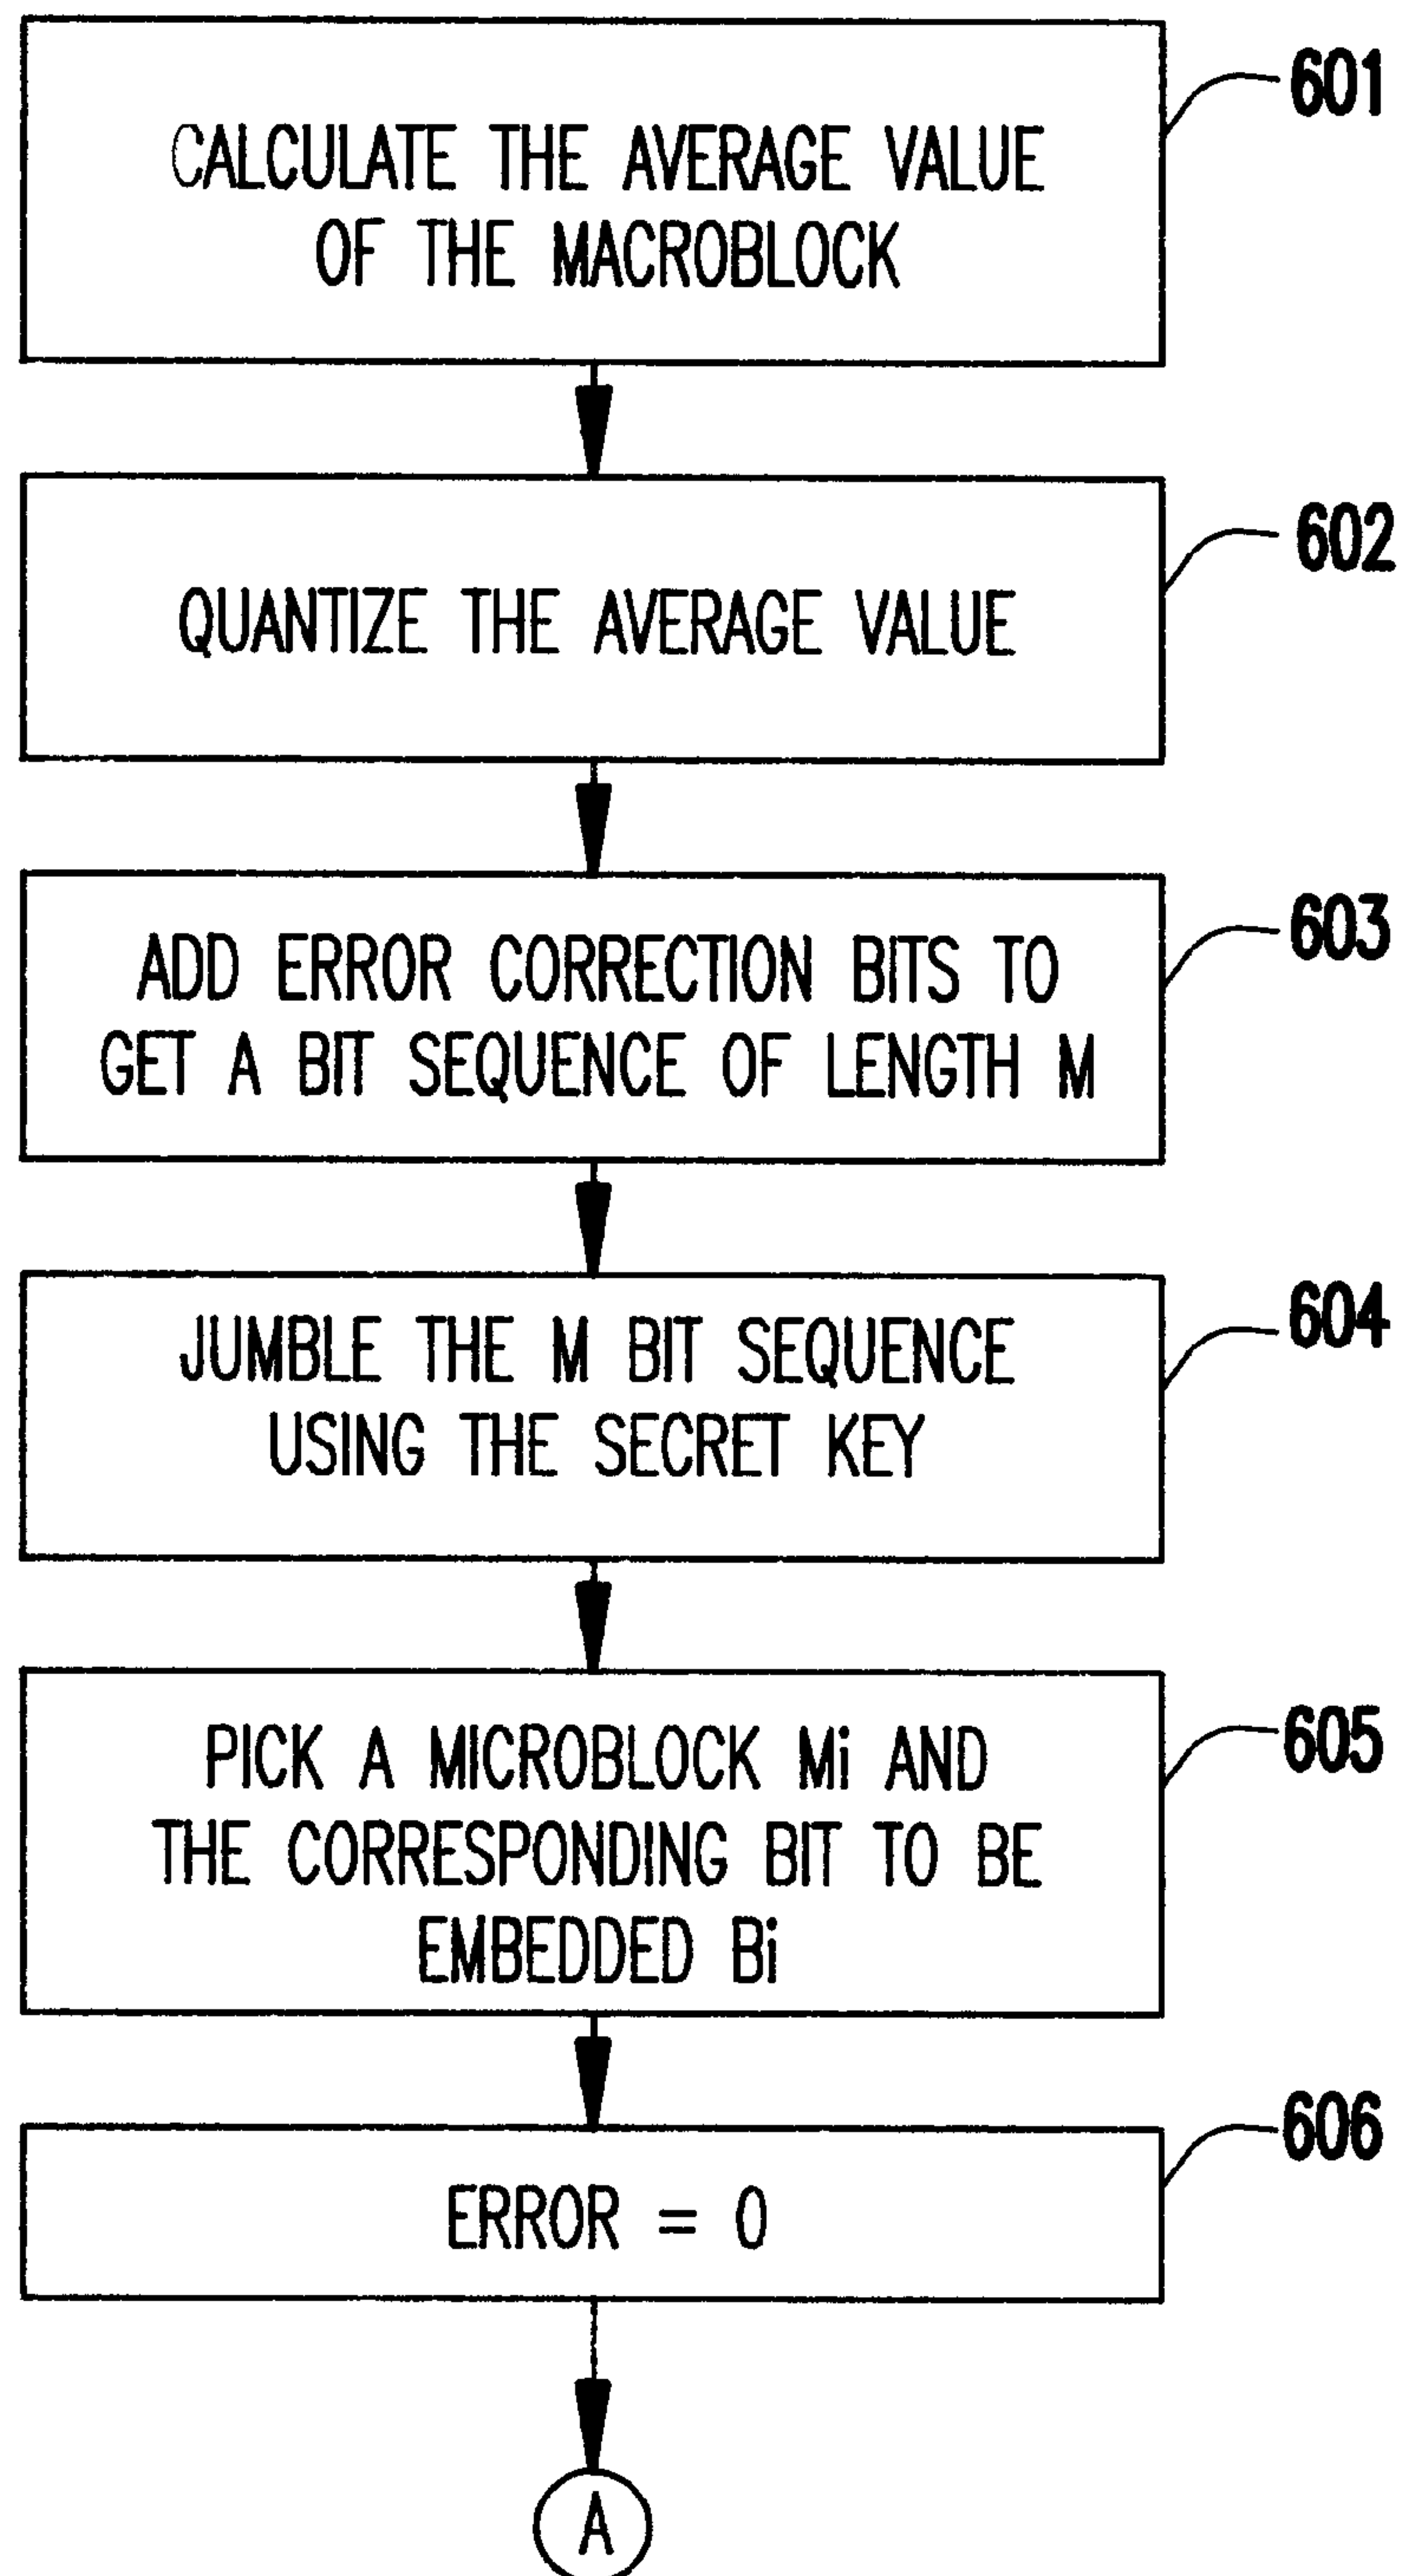 CALCULATE THE AVERAGE VALUE
OF THE MACROBLOCK
601
QUANTIZE THE AVERAGE VALUE
602
ADD ERROR CORRECTION BITS TO
GET A BIT SEQUENCE OF LENGTH M
603
JUMBLE THE M BIT SEQUENCE
USING THE SECRET KEY
604
PICK A MICROBLOCK Mi AND
THE CORRESPONDING BIT TO BE
EMBEDDED Bi
605
ERROR = 0
606
A